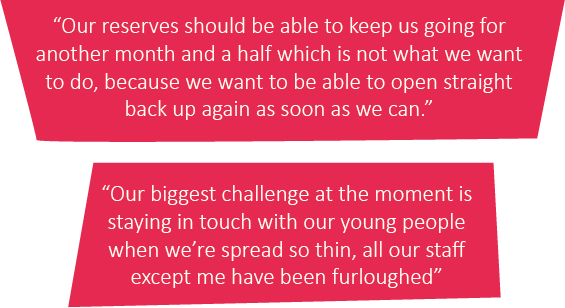 “Our reserves should be able to keep us going for
another month and a half which is not what we want
to do, because we want to be able to open straight
back up again as soon as we can.”
“Our biggest challenge at the moment is
staying in touch with our young people
when we’re spread so thin, all our staff
except me have been furloughed”